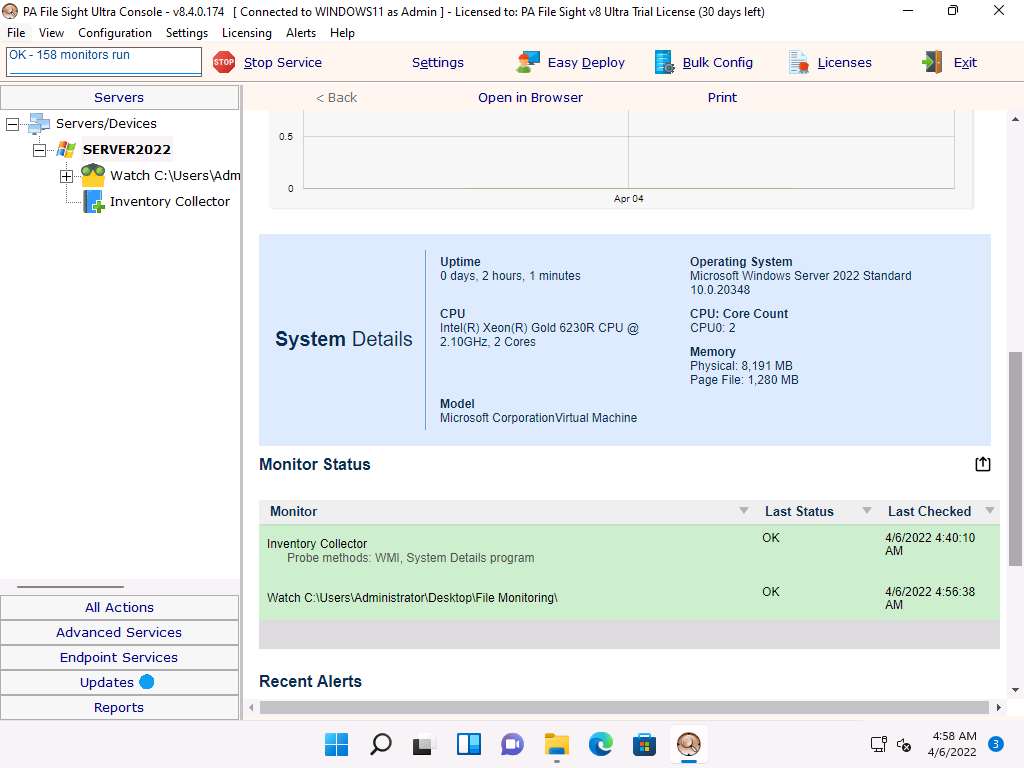 PA File Sight Ultra Console - v8.4.0.174   [ Connected to WINDOWS11 as Admin ] - Licensed to: PA File Sight v8 Ultra Trial License (30 days left)
File View Configuration Settings Licensing Alerts Help
OK - 158 monitors run
STOP Stop Service Settings Easy Deploy Bulk Config Licenses Exit
Servers
< Back Open in Browser Print
Servers/Devices
SERVER2022
Watch C:\Users\Adm
Inventory Collector
0.5
0
Apr 04
System Details
Uptime
0 days, 2 hours, 1 minutes
CPU
Intel(R) Xeon(R) Gold 6230R CPU @
2.10GHz, 2 Cores
Model
Microsoft CorporationVirtual Machine
Operating System
Microsoft Windows Server 2022 Standard
10.0.20348
CPU: Core Count
CPU0: 2
Memory
Physical: 8,191 MB
Page File: 1,280 MB
Monitor Status
Monitor Last Status Last Checked
Inventory Collector OK 4/6/2022 4:40:10
AM
Probe methods: WMI, System Details program
Watch C:\Users\Administrator\Desktop\File Monitoring\ OK 4/6/2022 4:56:38
AM
Recent Alerts
All Actions
Advanced Services
Endpoint Services
Updates
Reports
4:58 AM
4/6/2022
3